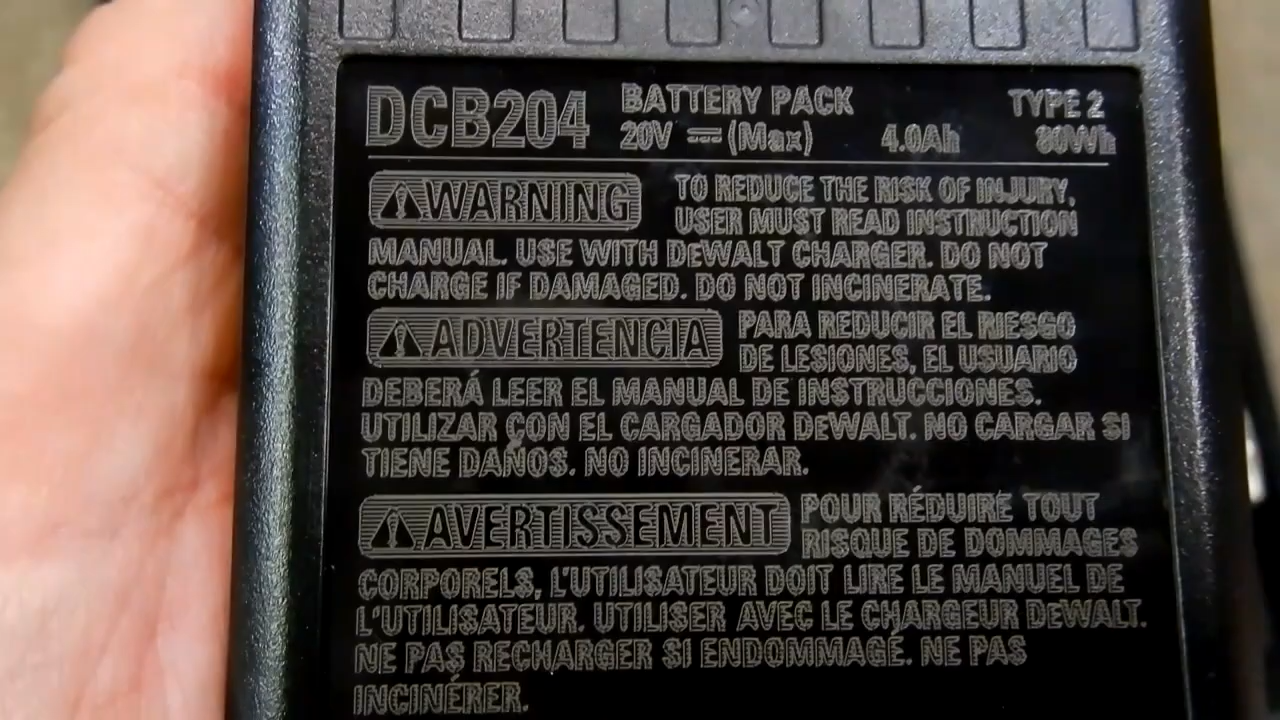 DCB204 BATTERY PACK TYPE 2
20V ⎓ (Max) 4.0Ah 80Wh
⚠WARNING TO REDUCE THE RISK OF INJURY,
USER MUST READ INSTRUCTION
MANUAL. USE WITH DeWALT CHARGER. DO NOT
CHARGE IF DAMAGED. DO NOT INCINERATE.
⚠ADVERTENCIA PARA REDUCIR EL RIESGO
DE LESIONES, EL USUARIO
DEBERÁ LEER EL MANUAL DE INSTRUCCIONES.
UTILIZAR CON EL CARGADOR DeWALT. NO CARGAR SI
TIENE DAÑOS. NO INCINERAR.
⚠AVERTISSEMENT POUR RÉDUIRE TOUT
RISQUE DE DOMMAGES
CORPORELS, L'UTILISATEUR DOIT LIRE LE MANUEL DE
L'UTILISATEUR. UTILISER AVEC LE CHARGEUR DeWALT.
NE PAS RECHARGER SI ENDOMMAGÉ. NE PAS
INCINÉRER.